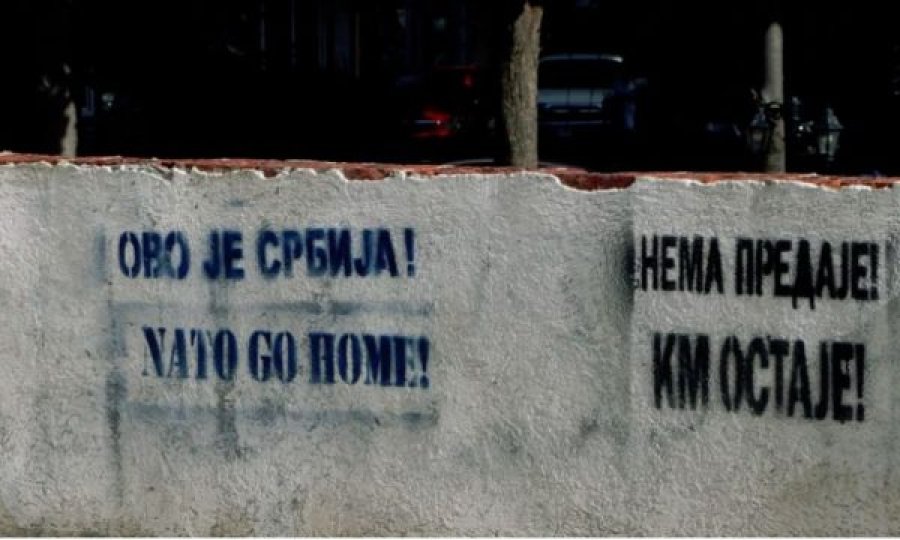 ОВО ЈЕ СРБИЈА!
NATO GO HOME!
НЕМА ПРЕДАЈЕ!
КМ ОСТАЈЕ!